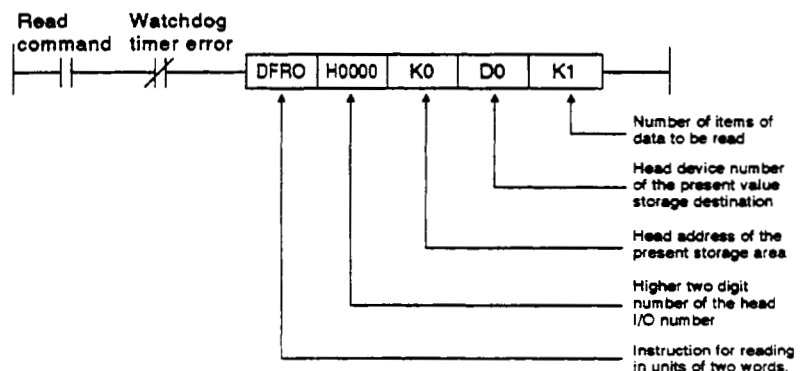 Read
command
Watchdog
timer error
DFRO H0000 K0 D0 K1
Number of items of
data to be read
Head device number
of the present value
storage destination
Head address of the
present storage area
Higher two digit
number of the head
I/O number
Instruction for reading
in units of two words.